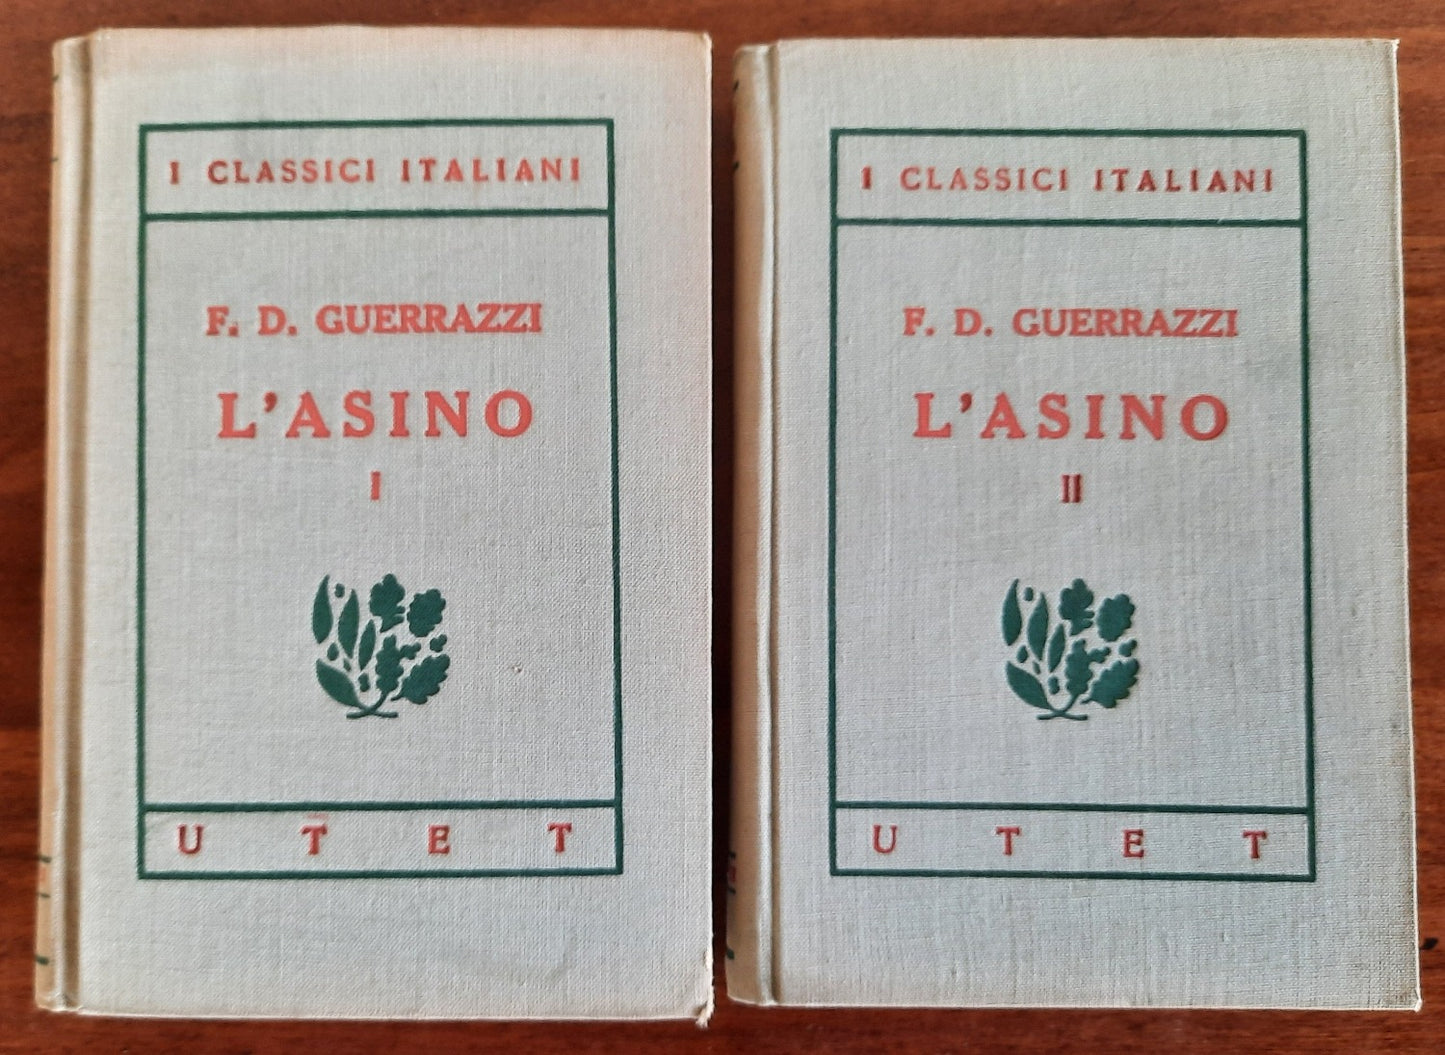 I CLASSICI ITALIANI
F. D. GUERRAZZI
L'ASINO
I
U T E T
I CLASSICI ITALIANI
F. D. GUERRAZZI
L'ASINO
II
U T E T